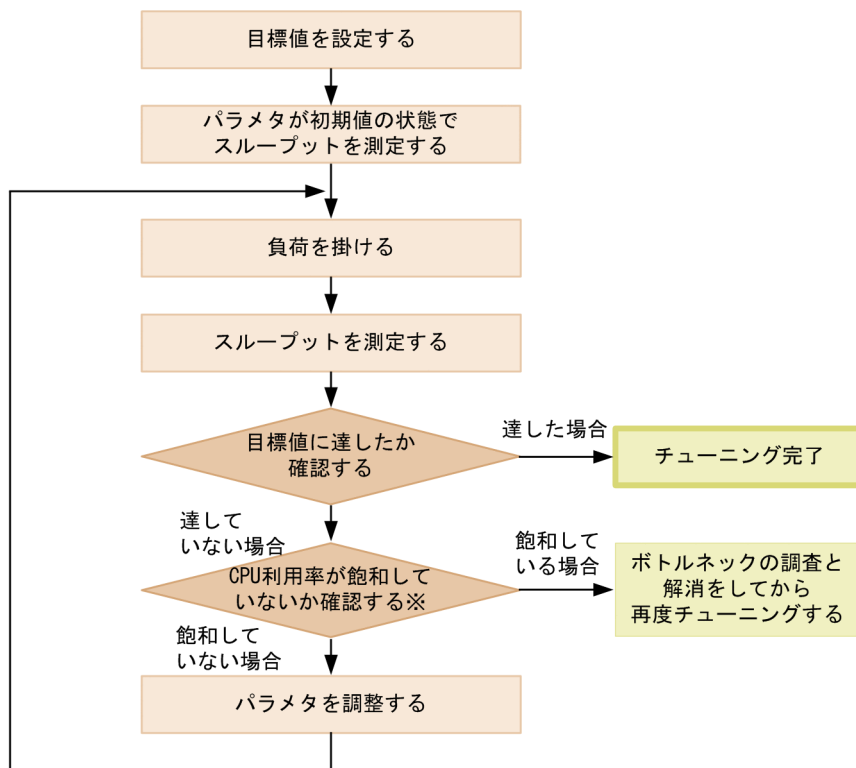 目標値を設定する
パラメタが初期値の状態で
スループットを測定する
負荷を掛ける
スループットを測定する
目標値に達したか
確認する
達した場合
チューニング完了
達して
いない場合
CPU利用率が飽和して
いないか確認する※
飽和して
いる場合
ボトルネックの調査と
解消をしてから
再度チューニングする
飽和して
いない場合
パラメタを調整する